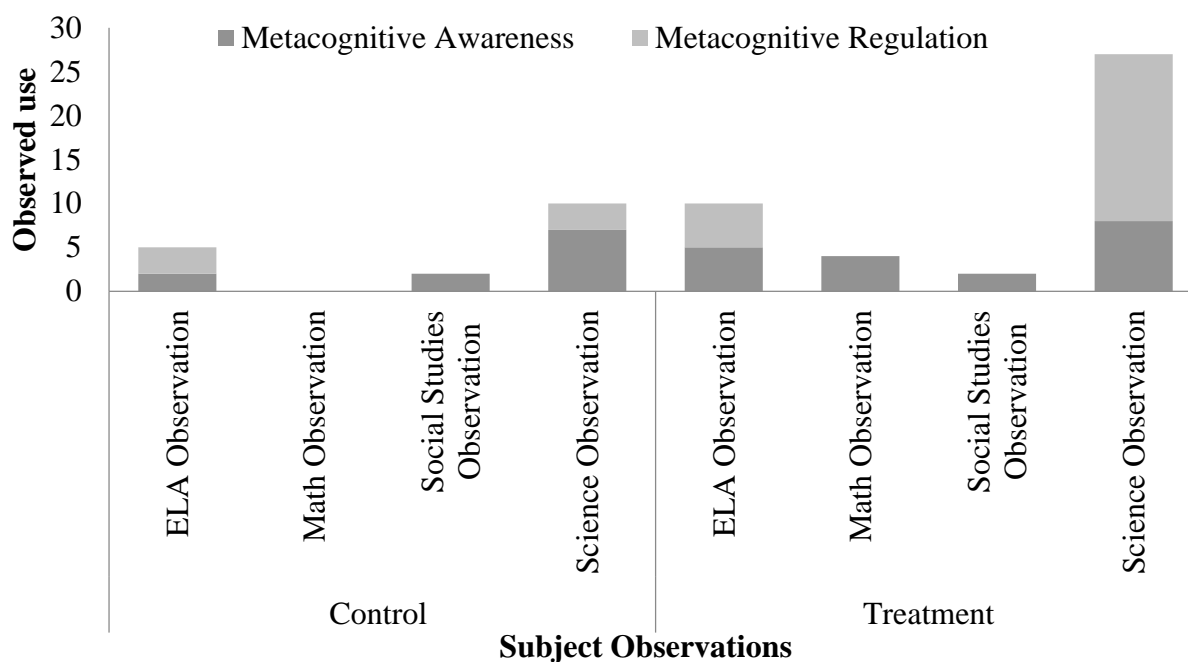 30
25
20
15
10
5
0
Observed use
Metacognitive Awareness
Metacognitive Regulation
ELA Observation
Math Observation
Social Studies
Observation
Science Observation
ELA Observation
Math Observation
Social Studies
Observation
Science Observation
Control
Treatment
Subject Observations